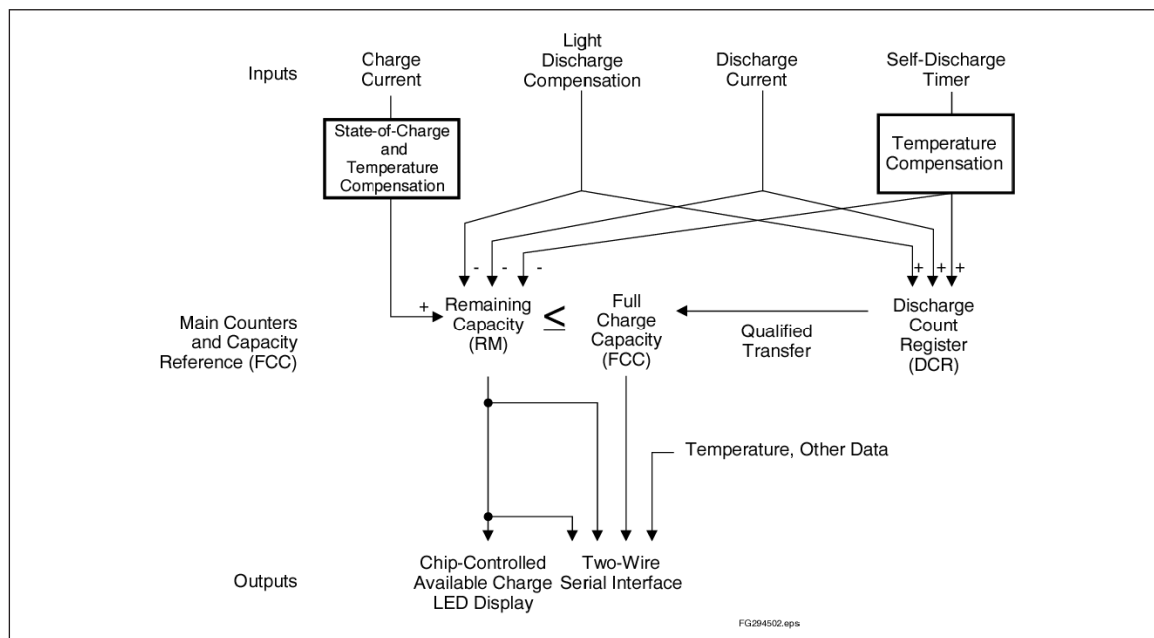 Inputs
Charge
Current
Light
Discharge
Compensation
Discharge
Current
Self-Discharge
Timer
State-of-Charge
and
Temperature
Compensation
Temperature
Compensation
- - -
+ + +
+
Main Counters
and Capacity
Reference (FCC)
Remaining
Capacity
(RM)
≤
Full
Charge
Capacity
(FCC)
Qualified
Transfer
Discharge
Count
Register
(DCR)
Temperature, Other Data
Outputs
Chip-Controlled
Available Charge
LED Display
Two-Wire
Serial Interface
FG294502.eps